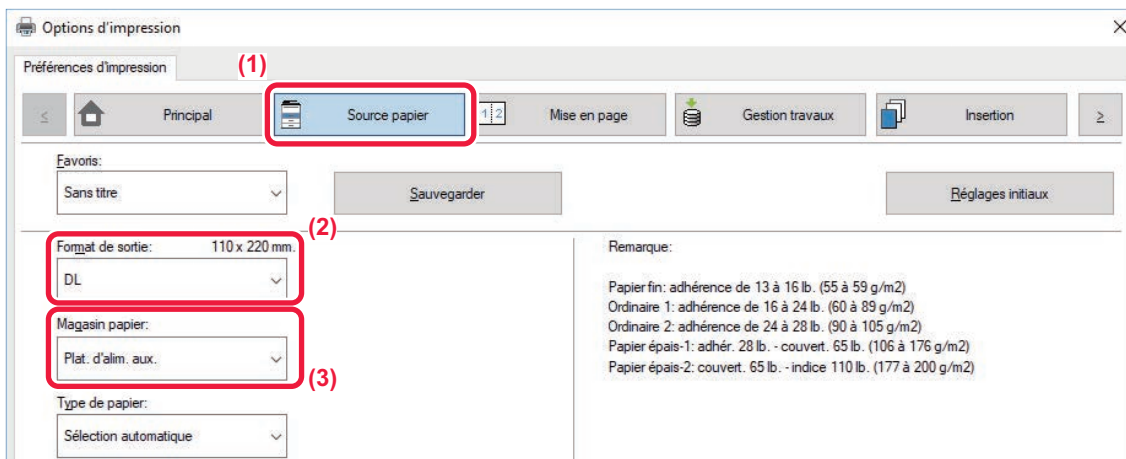 Options d'impression
Préférences d'impression
(1)
Principal
Source papier
1 2
Mise en page
Gestion travaux
Insertion
Favoris:
Sans titre
Sauvegarder
Réglages initiaux
(2)
Format de sortie: 110 x 220 mm.
DL
Magasin papier:
Plat. d'alim. aux.
(3)
Type de papier:
Sélection automatique
Remarque:
Papier fin: adhérence de 13 à 16 lb. (55 à 59 g/m2)
Ordinaire 1: adhérence de 16 à 24 lb. (60 à 89 g/m2)
Ordinaire 2: adhérence de 24 à 28 lb. (90 à 105 g/m2)
Papier épais-1: adhér. 28 lb. - couvert. 65 lb. (106 à 176 g/m2)
Papier épais-2: couvert. 65 lb. - indice 110 lb. (177 à 200 g/m2)